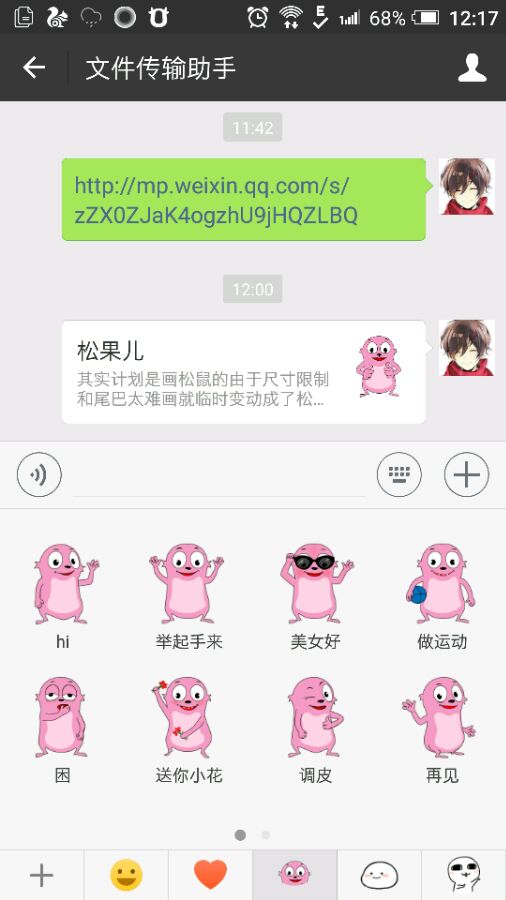 E
68%
12:17
文件传输助手
11:42
http://mp.weixin.qq.com/s/
zZX0ZJaK4ogzhU9jHQZLBQ
12:00
松果儿
其实计划是画松鼠的由于尺寸限制
和尾巴太难画就临时变动成了松...
hi
举起手来
美女好
做运动
困
送你小花
调皮
再见